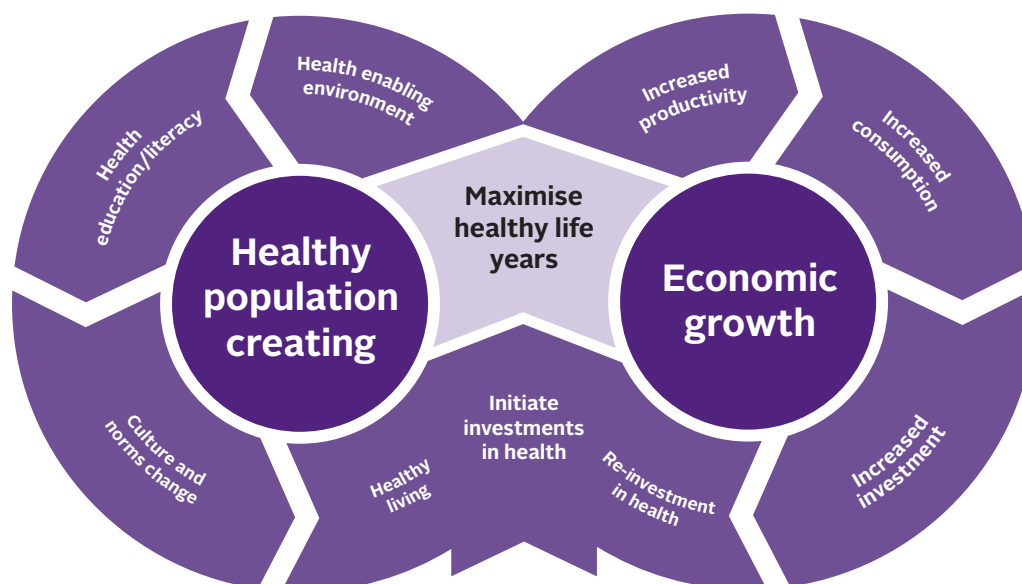 Health enabling
environment
Health
education/literacy
Culture and
norms change
Healthy
living
Healthy
population
creating
Maximise
healthy life
years
Initiate
investments
in health
Economic
growth
Increased
productivity
Increased
consumption
Increased
investment
Re-investment
in health